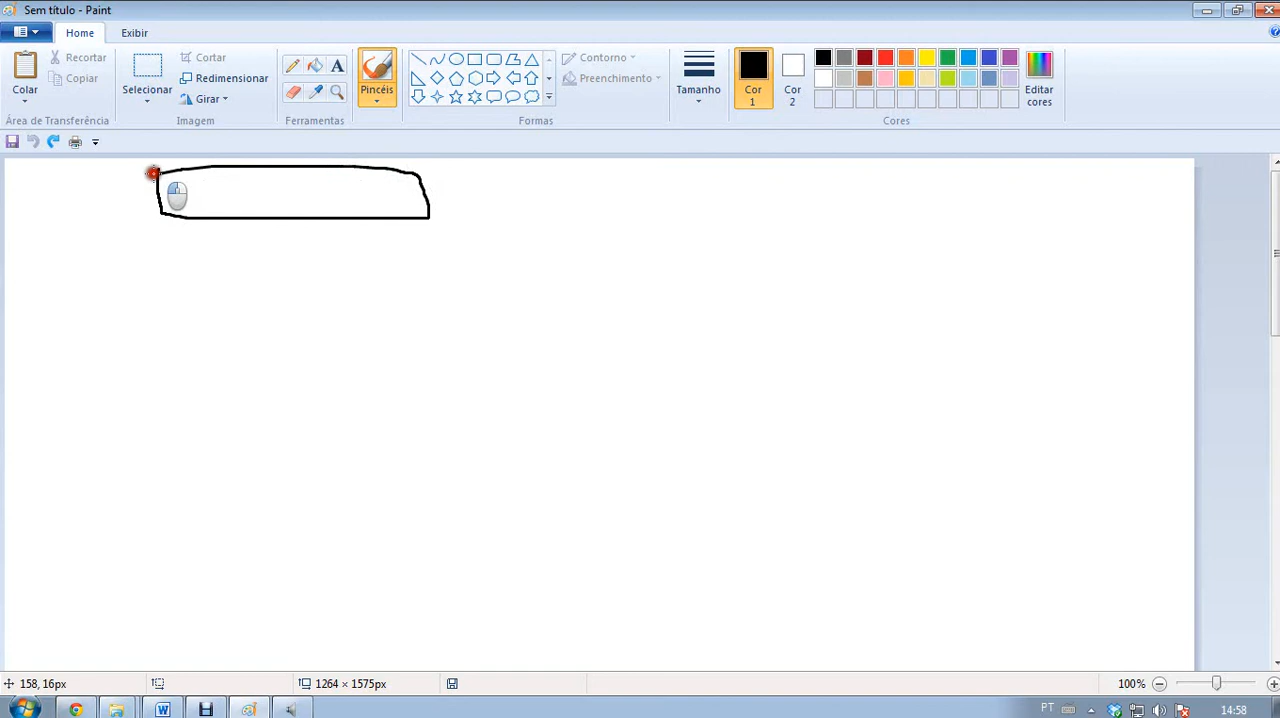 Sem título - Paint
Home Exibir
Colar
Recortar
Copiar
Área de Transferência
Selecionar
Cortar
Redimensionar
Girar
Imagem
A
Ferramentas
Pincéis
Contorno
Preenchimento
Formas
Tamanho
Cor 1
Cor 2
Editar cores
Cores
158, 16px
1264 × 1575px
100%
PT
14:58